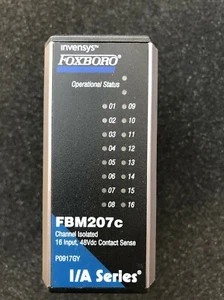 invensys™
FOXBORO®
Operational Status
01 09
02 10
03 11
04 12
05 13
06 14
07 15
08 16
FBM207c
Channel Isolated
16 Input, 48Vdc Contact Sense
P0917GY
I/A Series®